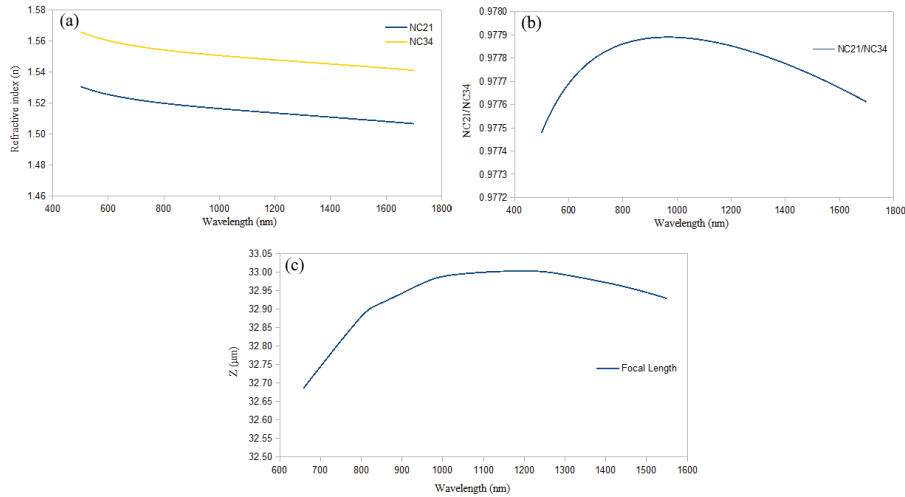 (a)
NC21
NC34
Refractive index (n)
1.58
1.56
1.54
1.52
1.50
1.48
1.46
400 600 800 1000 1200 1400 1600 1800
Wavelength (nm)
(b)
NC21/NC34
NC21/NC34
0.9780
0.9779
0.9778
0.9777
0.9776
0.9775
0.9774
0.9773
0.9772
400 600 800 1000 1200 1400 1600 1800
Wavelength (nm)
(c)
Focal Length
Z (μm)
33.05
33.00
32.95
32.90
32.85
32.80
32.75
32.70
32.65
32.60
32.55
32.50
600 700 800 900 1000 1100 1200 1300 1400 1500 1600
Wavelength (nm)